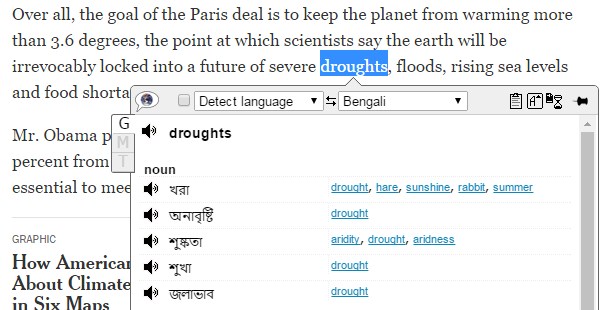 Over all, the goal of the Paris deal is to keep the planet from warming more
than 3.6 degrees, the point at which scientists say the earth will be
irrevocably locked into a future of severe droughts, floods, rising sea levels
and food shorta
Detect language Bengali
Mr. Obama p
G
M
T
droughts
percent from
essential to mee
noun
খরা drought, hare, sunshine, rabbit, summer
অনাবৃষ্টি drought
শুষ্কতা aridity, drought, aridness
শুখা drought
জলাভাব drought
GRAPHIC
How American
About Climate
in Six Maps